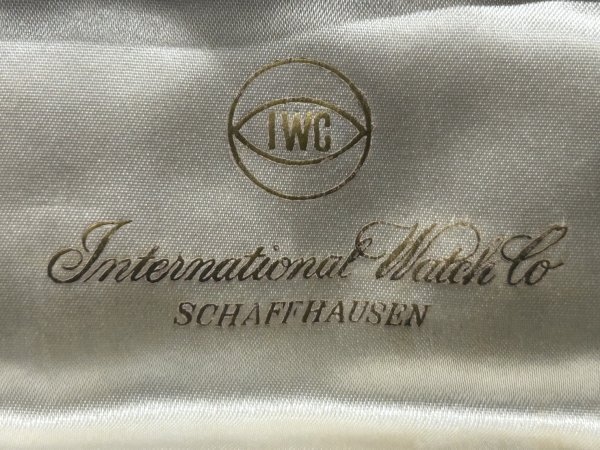 IWC
International Watch Co
SCHAFFHAUSEN